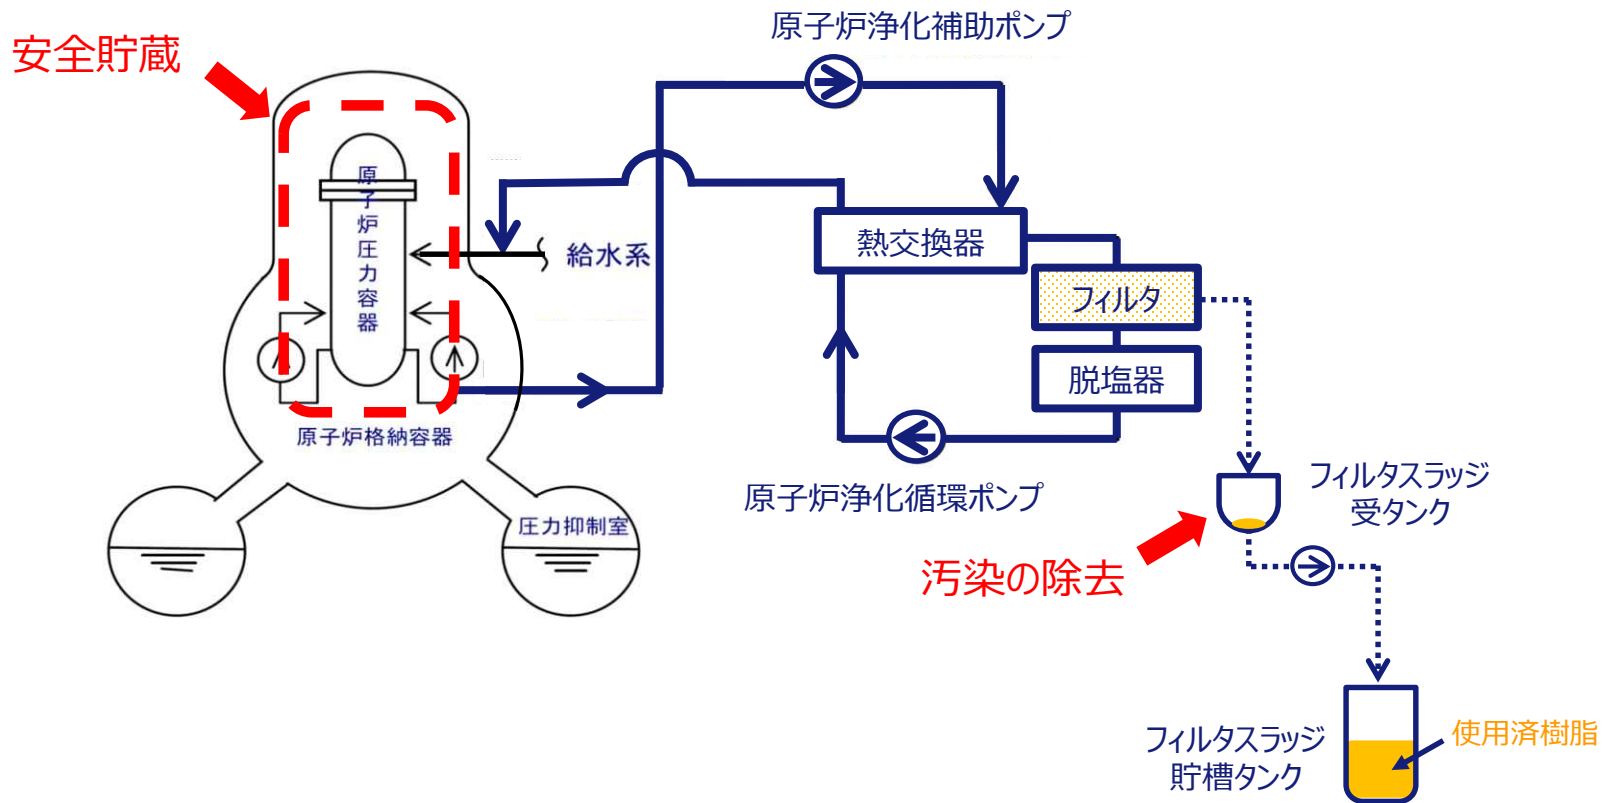 原子炉浄化補助ポンプ
安全貯蔵
原子炉圧力容器
給水系
熱交換器
フィルタ
脱塩器
原子炉格納容器
原子炉浄化循環ポンプ
フィルタスラッジ
受タンク
圧力抑制室
汚染の除去
フィルタスラッジ
貯槽タンク
使用済樹脂